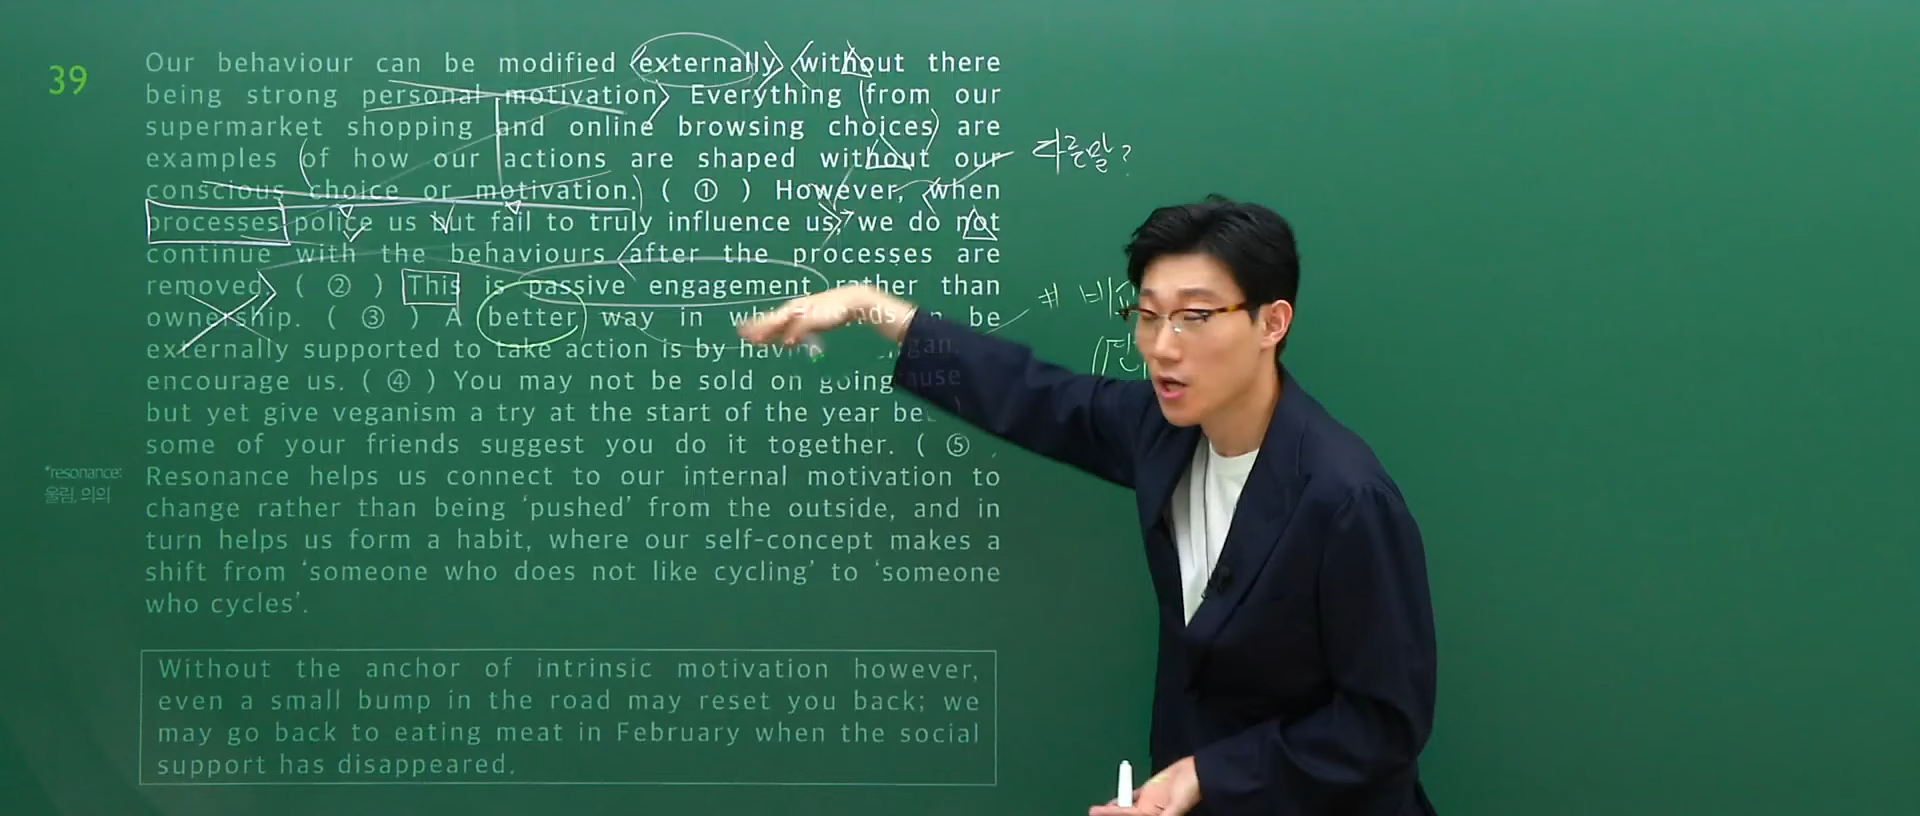 39
Our behaviour can be modified externally without there
being strong personal motivation. Everything from our
supermarket shopping and online browsing choices are
examples of how our actions are shaped without our
conscious choice or motivation. ( ① ) However, when
processes police us but fail to truly influence us, we do not
continue with the behaviours after the processes are
removed. ( ② ) This is passive engagement rather than
ownership. ( ③ ) A better way in be
externally supported to take action is by
encourage us. ( ④ ) You may not be sold on going
but yet give veganism a try at the start of the year
some of your friends suggest you do it together. ( ⑤
Resonance helps us connect to our internal motivation to
change rather than being ‘pushed’ from the outside, and in
turn helps us form a habit, where our self-concept makes a
shift from ‘someone who does not like cycling’ to ‘someone
who cycles’.
*resonance:
울림, 의의
Without the anchor of intrinsic motivation however,
even a small bump in the road may reset you back; we
may go back to eating meat in February when the social
support has disappeared.
다른말?